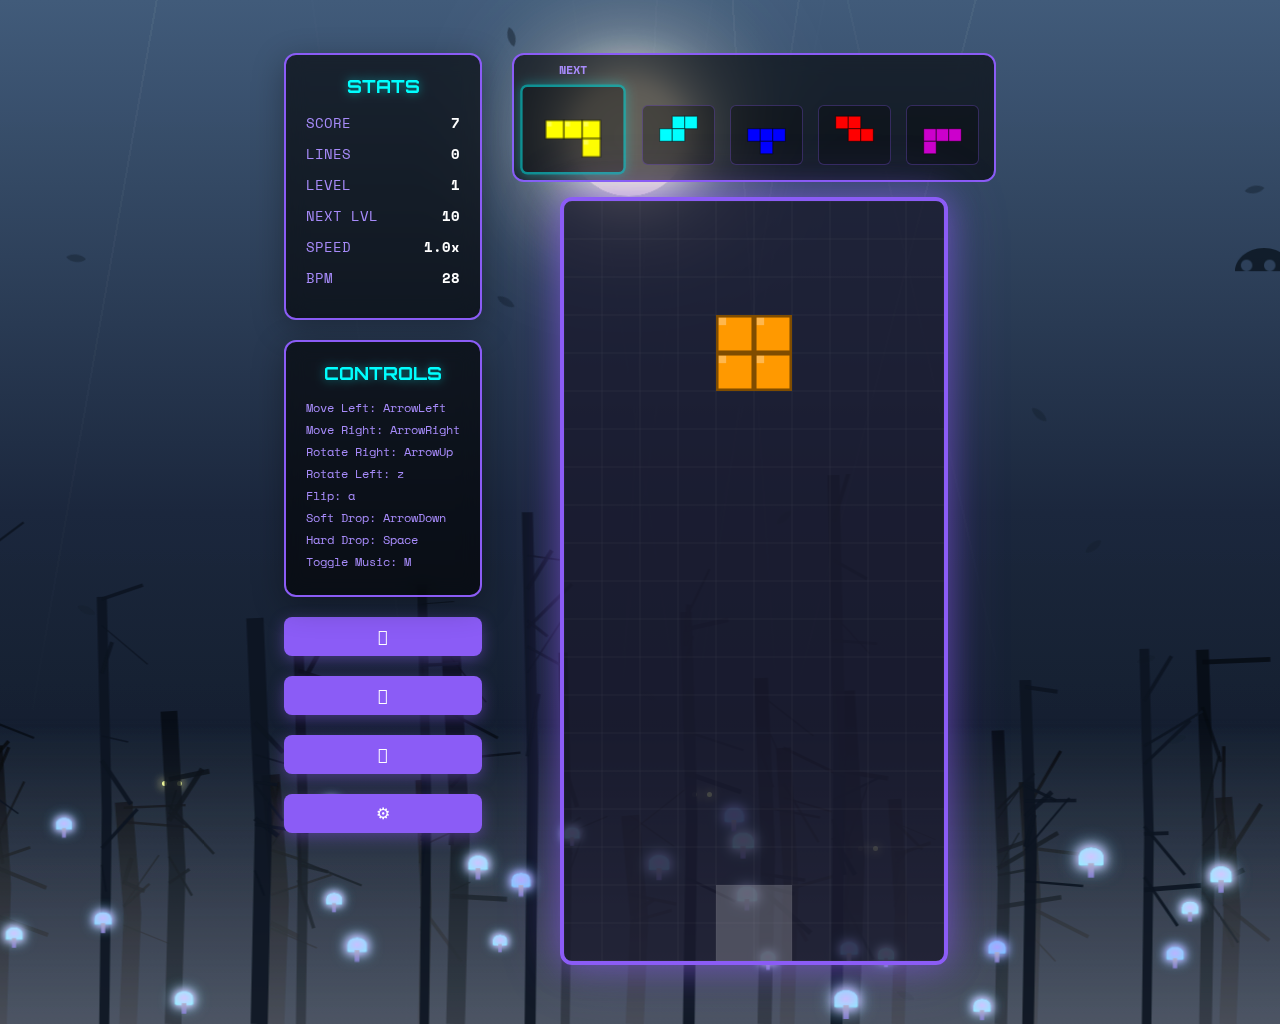 STATS
SCORE 7
LINES 0
LEVEL 1
NEXT LVL 10
SPEED 1.0x
BPM 28
CONTROLS
Move Left: ArrowLeft
Move Right: ArrowRight
Rotate Right: ArrowUp
Rotate Left: z
Flip: a
Soft Drop: ArrowDown
Hard Drop: Space
Toggle Music: M
NEXT